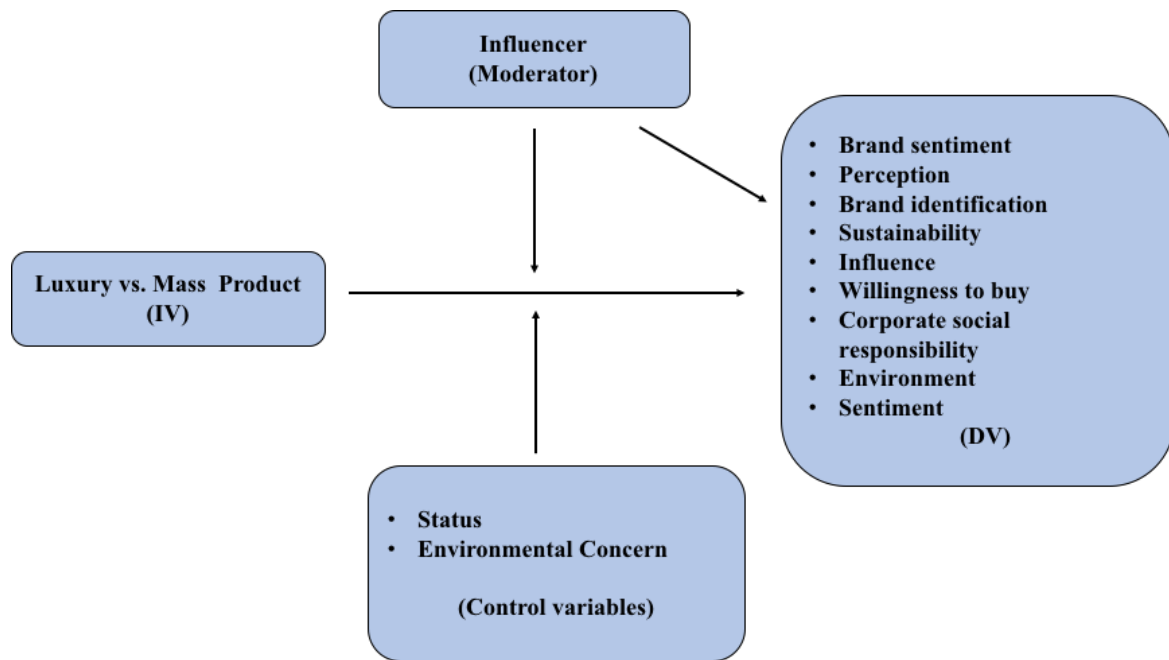 Influencer
(Moderator)
Luxury vs. Mass  Product
(IV)
• Brand sentiment
• Perception
• Brand identification
• Sustainability
• Influence
• Willingness to buy
• Corporate social
responsibility
• Environment
• Sentiment
(DV)
• Status
• Environmental Concern
(Control variables)